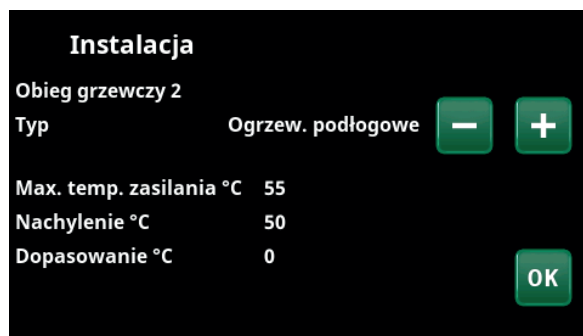 Instalacja
Obieg grzewczy 2
Typ Ogrzew. podłogowe − +
Max. temp. zasilania °C 55
Nachylenie °C 50
Dopasowanie °C 0
OK